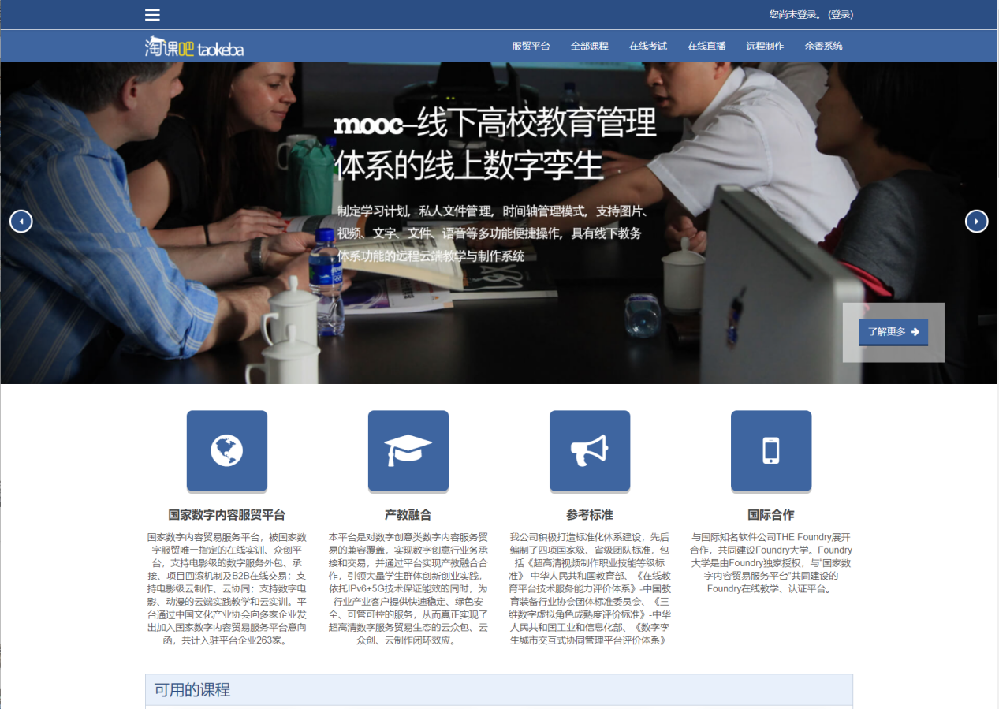 您尚未登录。 (登录)
淘课吧 taokeba
服贸平台 全部课程 在线考试 在线直播 远程制作 余香系统
mooc–线下高校教育管理
体系的线上数字孪生
制定学习计划，私人文件管理，时间轴管理模式，支持图片、
视频、文字、文件、语音等多功能便捷操作，具有线下教务
体系功能的远程云端教学与制作系统
了解更多
国家数字内容服贸平台
国家数字内容贸易服务平台，被国家数
字服贸唯一指定的在线实训、众创平
台，支持电影级的数字服务外包、承
接、项目回滚机制及B2B在线交易；支
持电影级云制作、云协同；支持数字电
影、动漫的云端实践教学和云实训。平
台通过中国文化产业协会向多家企业发
出加入国家数字内容贸易服务平台意向
函，共计入驻平台企业263家。
产教融合
本平台是对数字创意类数字内容服务贸
易的兼容覆盖，实现数字创意行业务承
接和交易，并通过平台实现产教融合合
作，引领大量学生群体创新创业实践，
依托IPv6+5G技术保证能效的同时，为
行业产业客户提供快速稳定、绿色安
全、可管可控的服务，从而真正实现了
超高清数字服务贸易生态的云众包、云
众创、云制作闭环效应。
参考标准
我公司积极打造标准化体系建设，先后
编制了四项国家级、省级团队标准，包
括《超高清视频制作职业技能等级标
准》-中华人民共和国教育部、《在线教
育平台技术服务能力评价体系》-中国教
育装备行业协会团体标准委员会、《三
维数字虚拟角色成熟度评价标准》-中华
人民共和国工业和信息化部、《数字孪
生城市交互式协同管理平台评价体系》
国际合作
与国际知名软件公司THE Foundry展开
合作，共同建设Foundry大学。Foundry
大学是由Foundry独家授权，与“国家数
字内容贸易服务平台”共同建设的
Foundry在线教学、认证平台。
可用的课程